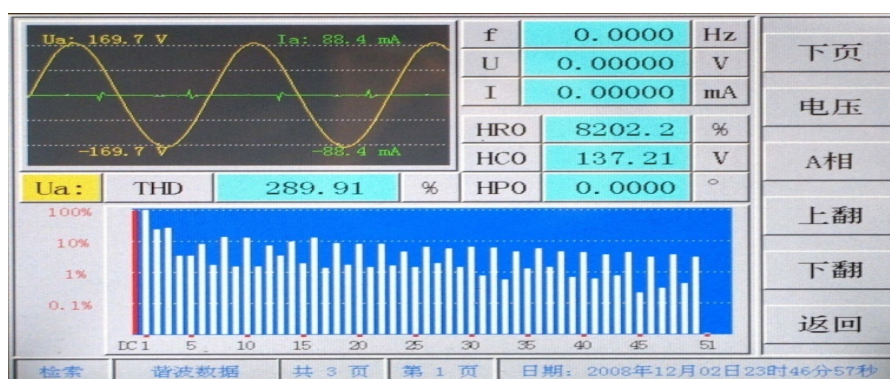 Ua: 169.7 V Ia: 88.4 mA
-169.7 V -88.4 mA
f 0.0000 Hz
U 0.00000 V
I 0.00000 mA
HRO 8202.2 %
HCO 137.21 V
HPO 0.0000 °
Ua: THD 289.91 %
100%
10%
1%
0.1%
DC 1 5 10 15 20 25 30 35 40 45 51
下页
电压
A相
上翻
下翻
返回
检索 谐波数据 共 3 页 第 1 页 日期: 2008年12月02日23时46分57秒